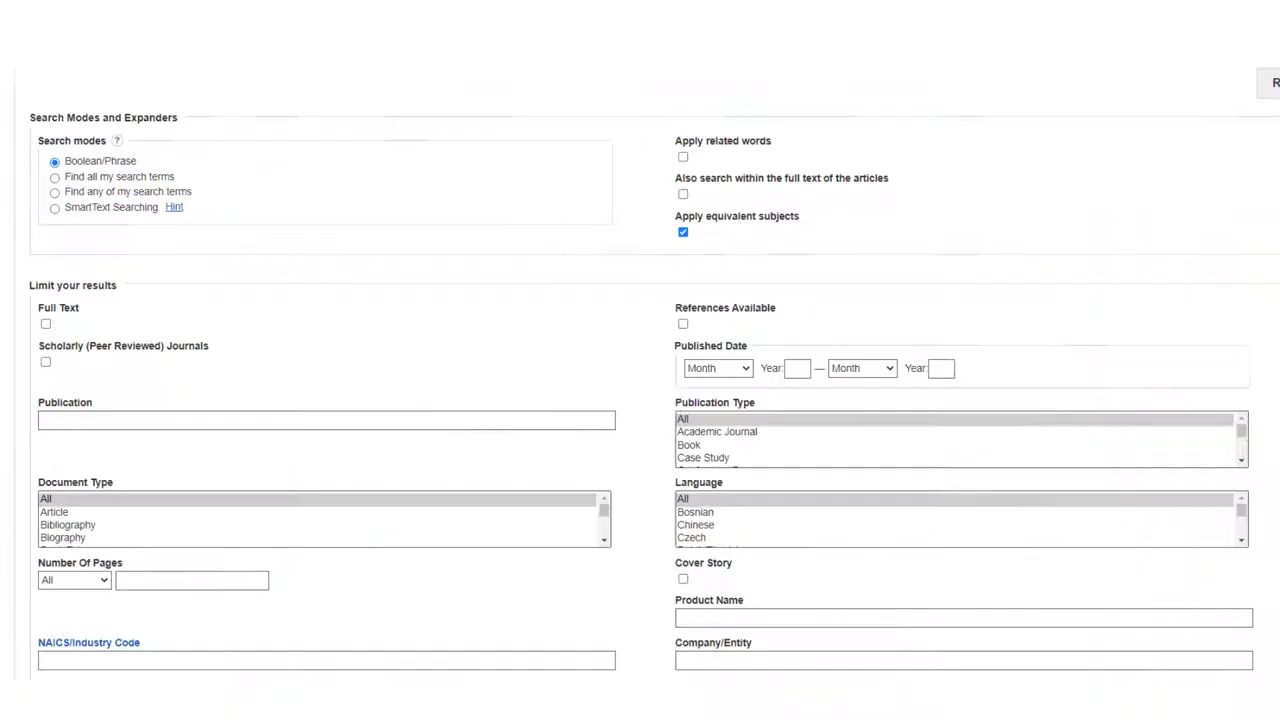 R
Search Modes and Expanders
Search modes ?
Boolean/Phrase
Find all my search terms
Find any of my search terms
SmartText Searching Hint
Apply related words
Also search within the full text of the articles
Apply equivalent subjects
Limit your results
Full Text
References Available
Scholarly (Peer Reviewed) Journals
Published Date
Month Year: — Month Year:
Publication
Publication Type
All
Academic Journal
Book
Case Study
Document Type
All
Article
Bibliography
Biography
Language
All
Bosnian
Chinese
Czech
Number Of Pages
All
Cover Story
Product Name
NAICS/Industry Code
Company/Entity